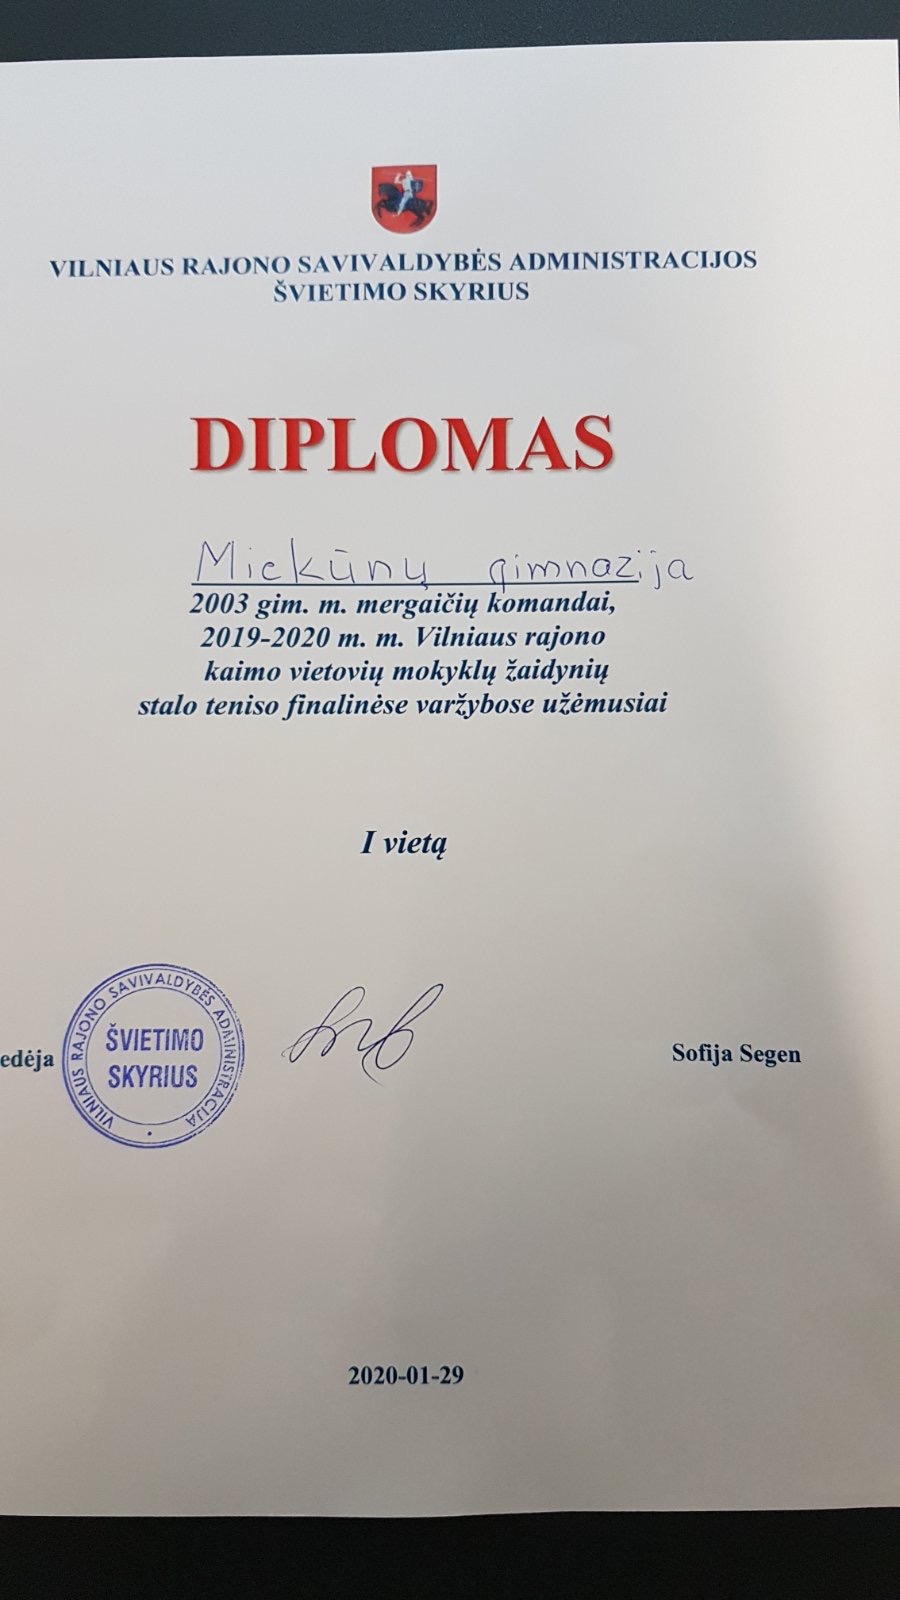 VILNIAUS RAJONO SAVIVALDYBĖS ADMINISTRACIJOS
ŠVIETIMO SKYRIUS
DIPLOMAS
Mickūnų gimnazija
2003 gim. m. mergaičių komandai,
2019-2020 m. m. Vilniaus rajono
kaimo vietovių mokyklų žaidynių
stalo teniso finalinėse varžybose užėmusiai
I vietą
edėja
VILNIAUS RAJONO SAVIVALDYBĖS ADMINISTRACIJA
ŠVIETIMO
SKYRIUS
Sofija Segen
2020-01-29